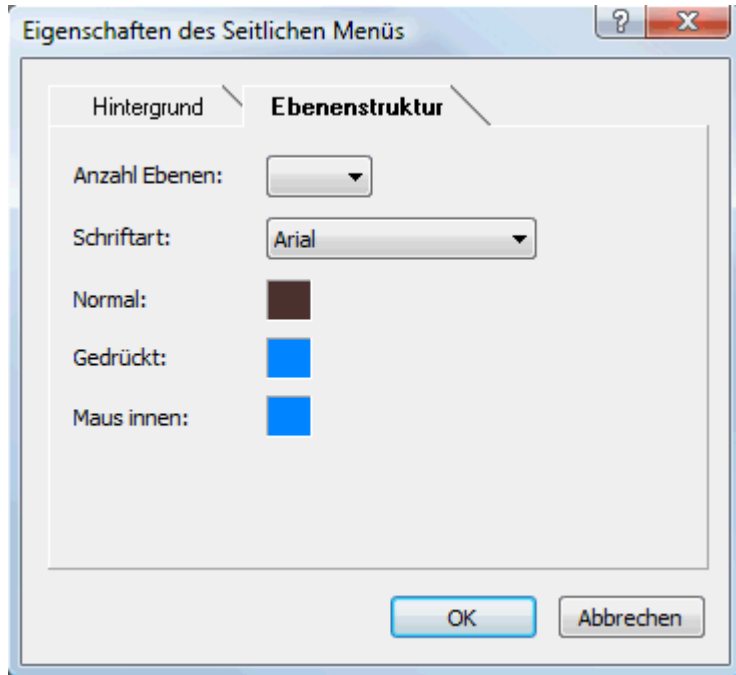 Eigenschaften des Seitlichen Menüs
Hintergrund Ebenenstruktur
Anzahl Ebenen:
Schriftart: Arial
Normal:
Gedrückt:
Maus innen:
OK Abbrechen